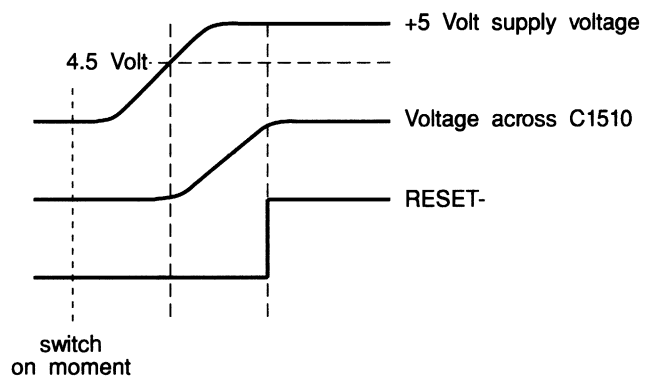 +5 Volt supply voltage
4.5 Volt
Voltage across C1510
RESET-
switch
on moment